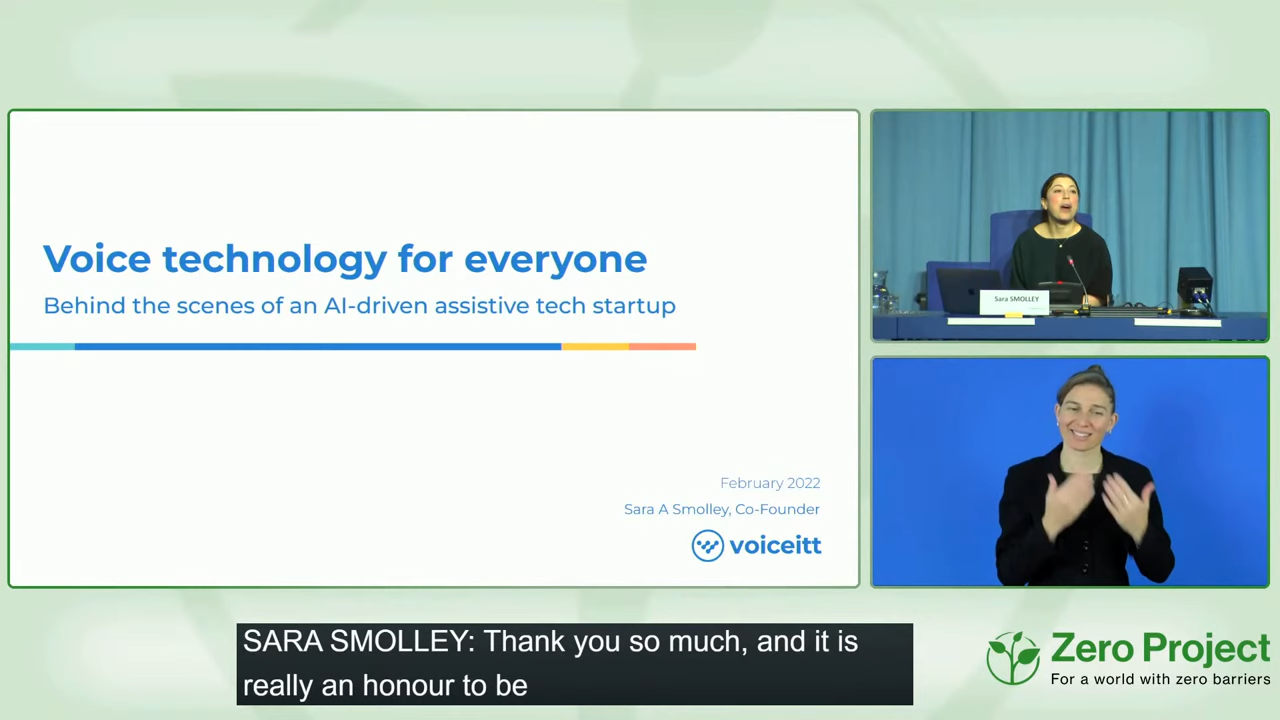 Voice technology for everyone
Behind the scenes of an AI-driven assistive tech startup
February 2022
Sara A Smolley, Co-Founder
voiceitt
Sara SMOLLEY
SARA SMOLLEY: Thank you so much, and it is
really an honour to be
Zero Project
For a world with zero barriers